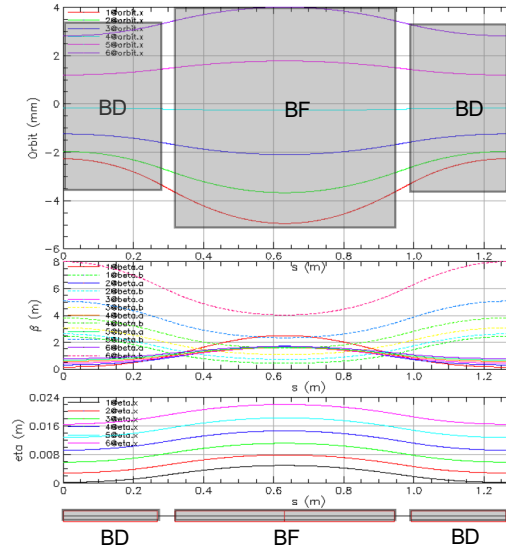 4
1@orbit.x
2@orbit.x
3@orbit.x
4@orbit.x
5@orbit.x
6@orbit.x
2
0
-2
-4
-6
Orbit (mm)
BD
BF
BD
0 0.2 0.4 0.6 0.8 1.0 1.2
s (m)
8
6
4
2
0
β (m)
1@beta.a
1@beta.b
2@beta.a
2@beta.b
3@beta.a
3@beta.b
4@beta.a
4@beta.b
5@beta.a
5@beta.b
6@beta.a
6@beta.b
0 0.2 0.4 0.6 0.8 1.0 1.2
s (m)
0.024
0.016
0.008
0
eta (m)
1@eta.x
2@eta.x
3@eta.x
4@eta.x
5@eta.x
6@eta.x
0 0.2 0.4 0.6 0.8 1.0 1.2
s (m)
BD BF BD